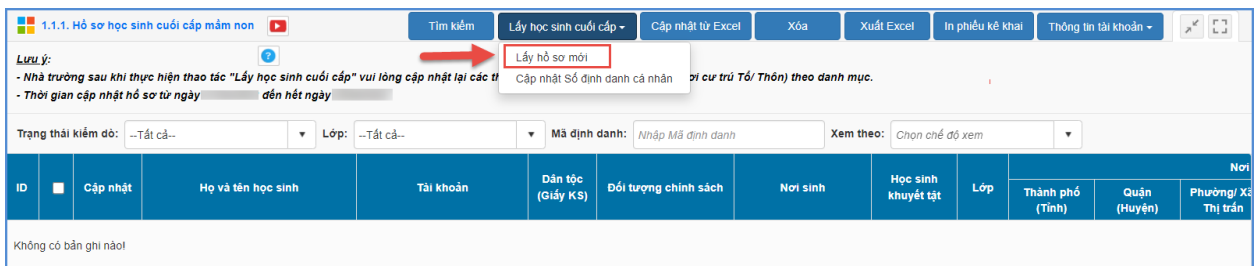 1.1.1. Hồ sơ học sinh cuối cấp mầm non
Tìm kiếm
Lấy học sinh cuối cấp
Cập nhật từ Excel
Xóa
Xuất Excel
In phiếu kê khai
Thông tin tài khoản
Lưu ý:
?
Lấy hồ sơ mới
Cập nhật Số định danh cá nhân
- Nhà trường sau khi thực hiện thao tác "Lấy học sinh cuối cấp" vui lòng cập nhật lại các th ơi cư trú Tổ/ Thôn) theo danh mục.
- Thời gian cập nhật hồ sơ từ ngày đến hết ngày
Trạng thái kiểm dò: --Tất cả-- Lớp: --Tất cả-- Mã định danh: Nhập Mã định danh Xem theo: Chọn chế độ xem
Nơi
ID Cập nhật Họ và tên học sinh Tài khoản Dân tộc (Giấy KS) Đối tượng chính sách Nơi sinh Học sinh khuyết tật Lớp
Thành phố (Tỉnh) Quận (Huyện) Phường/ Xã Thị trấn
Không có bản ghi nào!